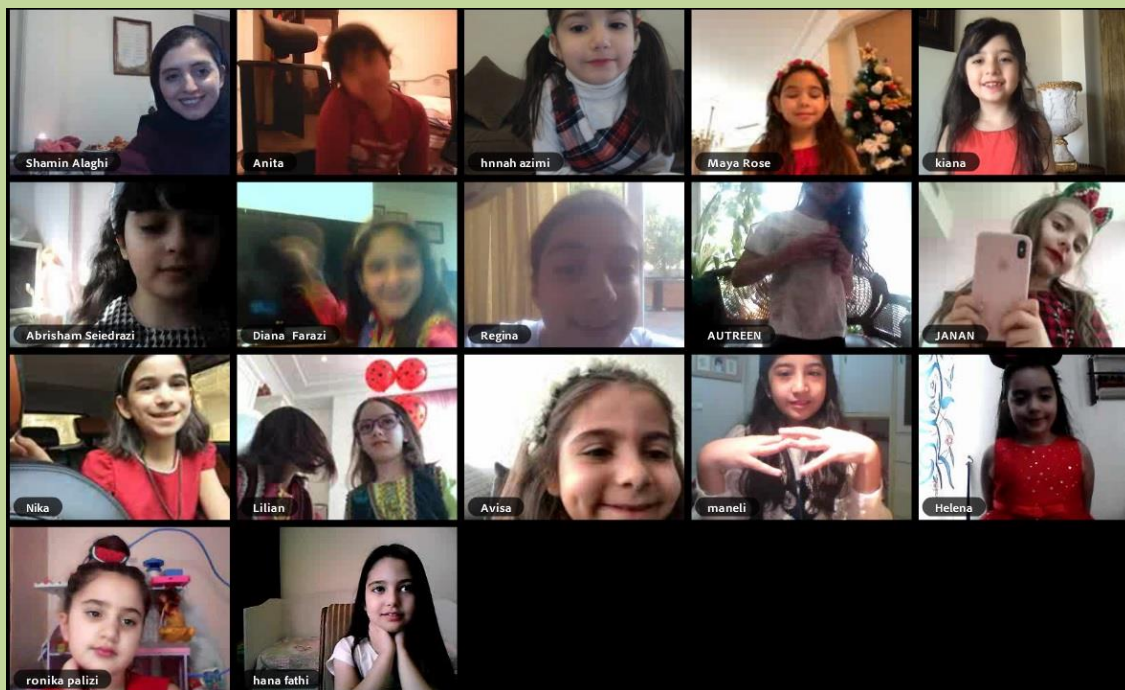 Shamin Alaghi
Anita
hnnah azimi
Maya Rose
kiana
Abrisham Seiedrazi
Diana Farazi
Regina
AUTREEN
JANAN
Nika
Lilian
Avisa
maneli
Helena
ronika palizi
hana fathi